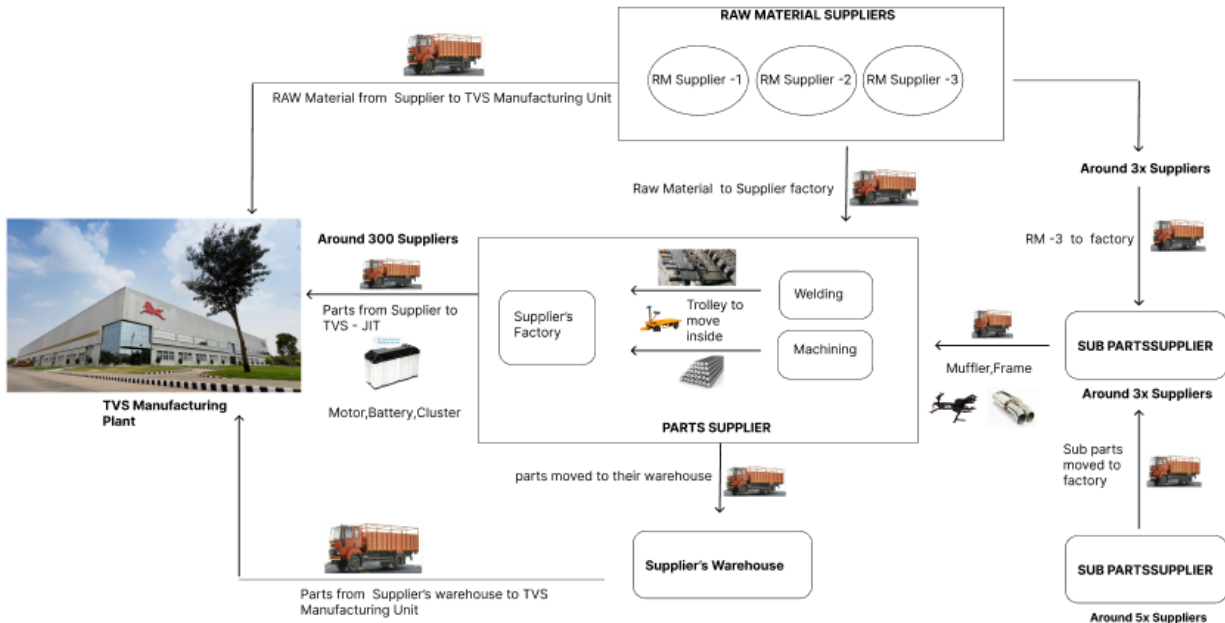 RAW MATERIAL SUPPLIERS
RM Supplier -1
RM Supplier -2
RM Supplier -3
RAW Material from Supplier to TVS Manufacturing Unit
Raw Material to Supplier factory
Around 3x Suppliers
RM -3 to factory
Around 300 Suppliers
Parts from Supplier to
TVS - JIT
Motor,Battery,Cluster
TVS Manufacturing
Plant
Supplier's
Factory
Trolley to
move
inside
Welding
Machining
PARTS SUPPLIER
Muffler,Frame
SUB PARTSSUPPLIER
Around 3x Suppliers
Sub parts
moved to
factory
parts moved to their warehouse
Supplier's Warehouse
Parts from Supplier's warehouse to TVS
Manufacturing Unit
SUB PARTSSUPPLIER
Around 5x Suppliers